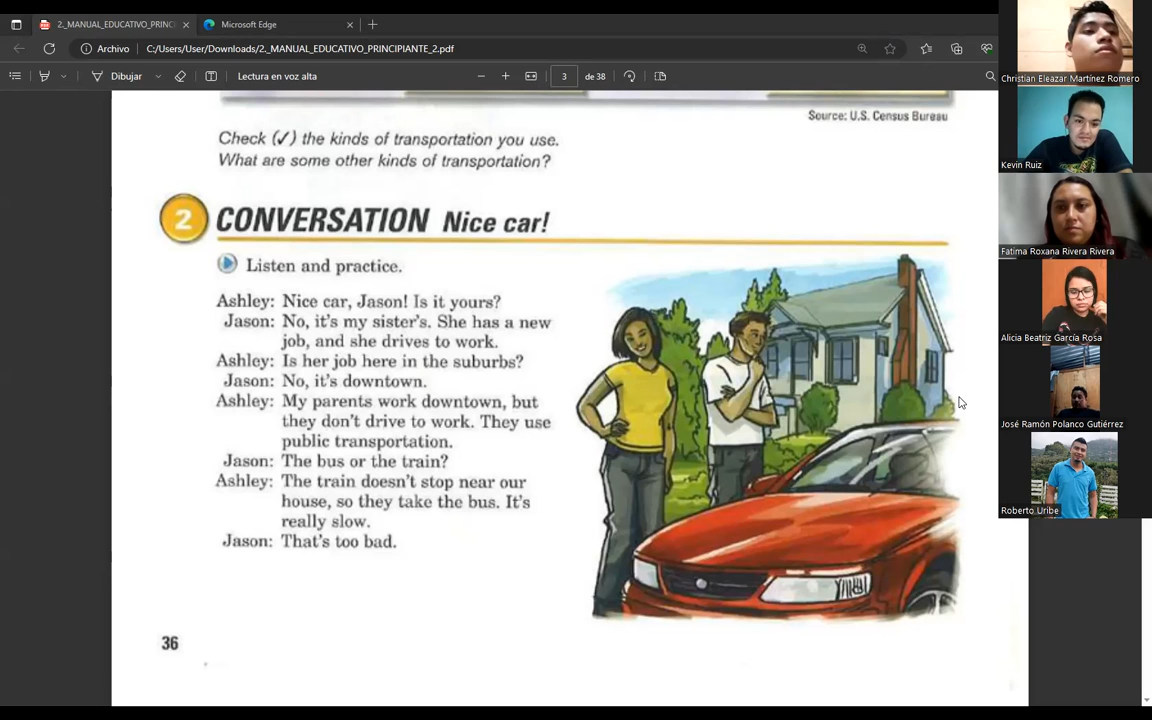 2._MANUAL_EDUCATIVO_PRINCI
Microsoft Edge
Archivo
C:/Users/User/Downloads/2._MANUAL_EDUCATIVO_PRINCIPIANTE_2.pdf
Dibujar
Lectura en voz alta
3
de 38
Source: U.S. Census Bureau
Check (✓) the kinds of transportation you use.
What are some other kinds of transportation?
2 CONVERSATION Nice car!
Listen and practice.
Ashley: Nice car, Jason! Is it yours?
Jason: No, it's my sister's. She has a new
job, and she drives to work.
Ashley: Is her job here in the suburbs?
Jason: No, it's downtown.
Ashley: My parents work downtown, but
they don't drive to work. They use
public transportation.
Jason: The bus or the train?
Ashley: The train doesn't stop near our
house, so they take the bus. It's
really slow.
Jason: That's too bad.
36
Christian Eleazar Martínez Romero
Kevin Ruiz
Fatima Roxana Rivera Rivera
Alicia Beatriz García Rosa
José Ramón Polanco Gutiérrez
Roberto Uribe